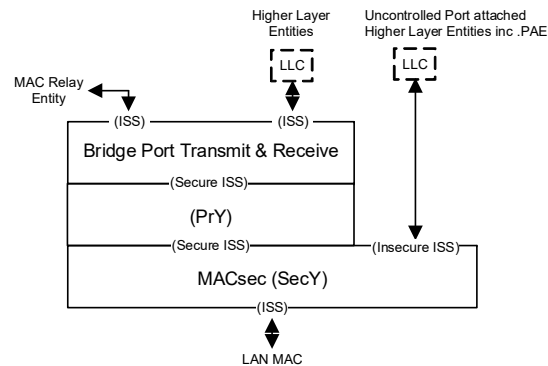 Higher Layer
Entities
Uncontrolled Port attached
Higher Layer Entities inc .PAE
LLC
LLC
MAC Relay
Entity
(ISS)
(ISS)
Bridge Port Transmit & Receive
(Secure ISS)
(PrY)
(Secure ISS)
(Insecure ISS)
MACsec (SecY)
(ISS)
LAN MAC